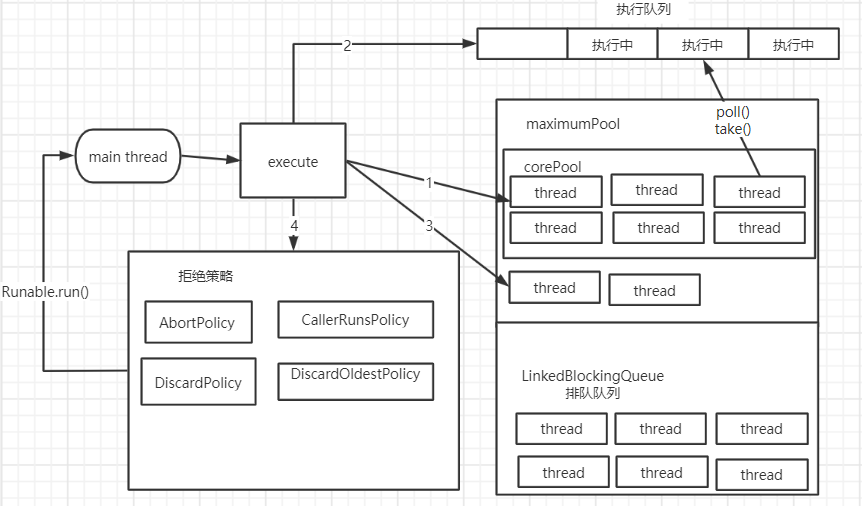 执行队列
2
执行中
执行中
执行中
poll()
take()
maximumPool
main thread
execute
corePool
1
thread
thread
thread
thread
thread
thread
3
4
拒绝策略
thread
thread
Runable.run()
AbortPolicy
CallerRunsPolicy
DiscardPolicy
DiscardOldestPolicy
LinkedBlockingQueue
排队队列
thread
thread
thread
thread
thread
thread